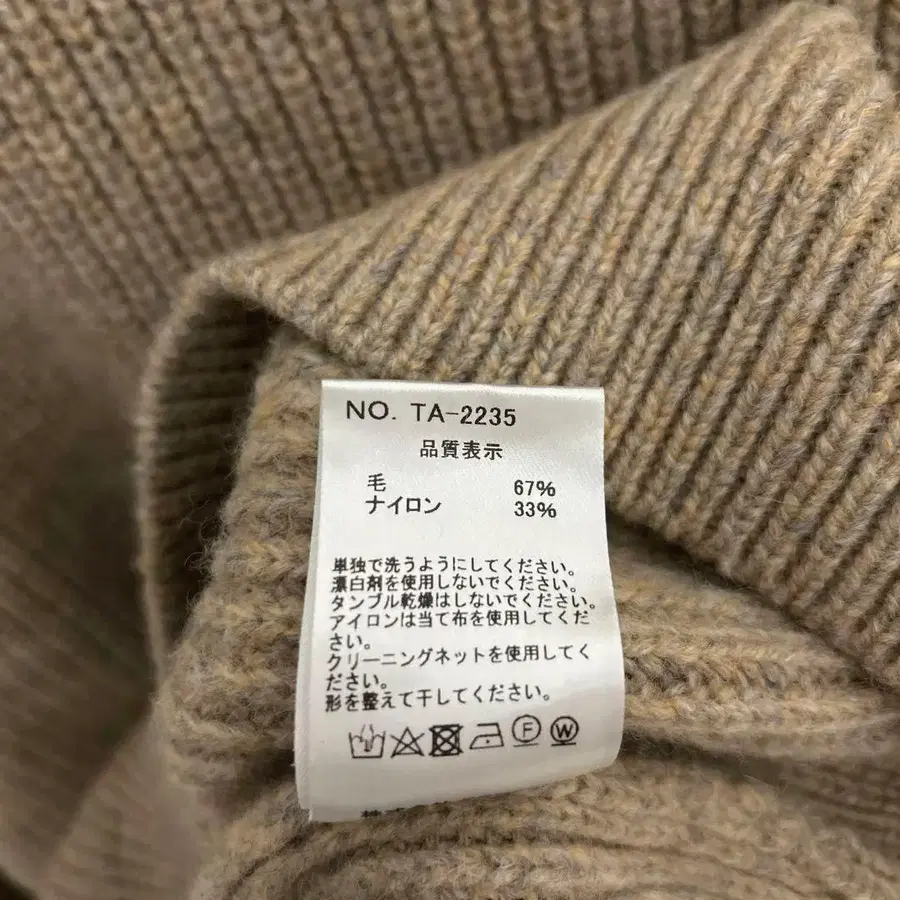 NO. TA-2235
品質表示
毛 67%
ナイロン 33%
単独で洗うようにしてください。
漂白剤を使用しないでください。
タンブル乾燥はしないでください。
アイロンは当て布を使用してくだ
さい。
クリーニングネットを使用してく
ださい。
形を整えて干してください。
F W